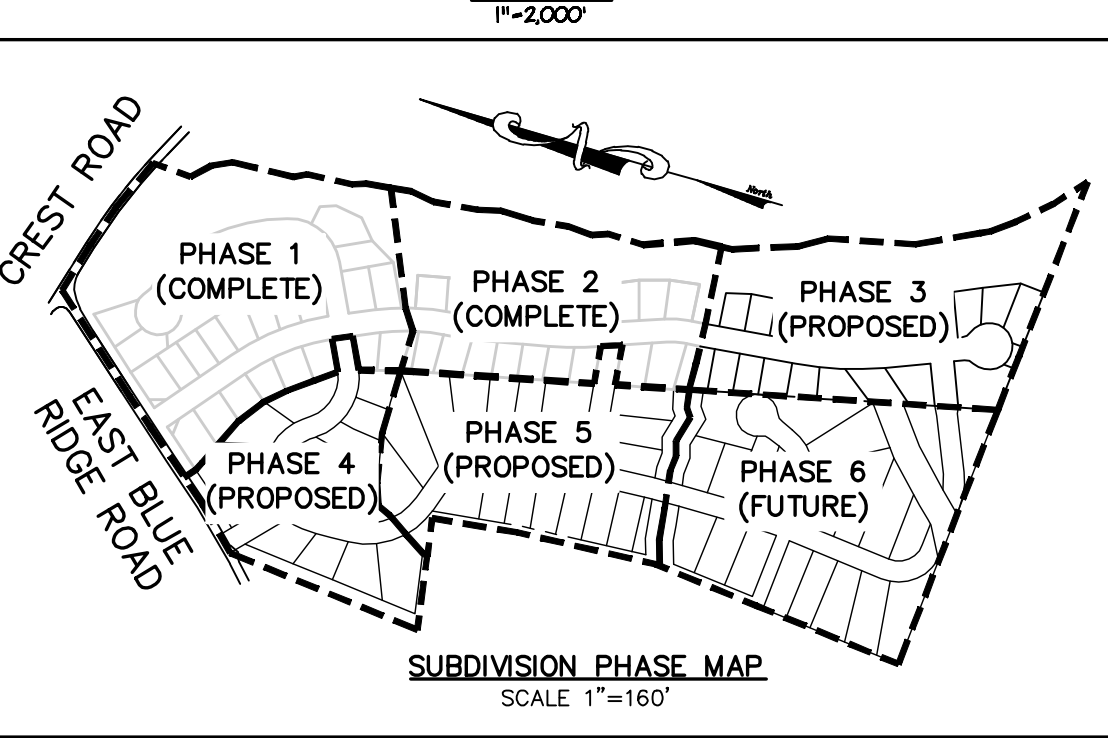 1"-2,000'
CREST ROAD
North
PHASE 1
(COMPLETE)
PHASE 2
(COMPLETE)
PHASE 3
(PROPOSED)
EAST BLUE
RIDGE ROAD
PHASE 4
(PROPOSED)
PHASE 5
(PROPOSED)
PHASE 6
(FUTURE)
SUBDIVISION PHASE MAP
SCALE 1"=160'